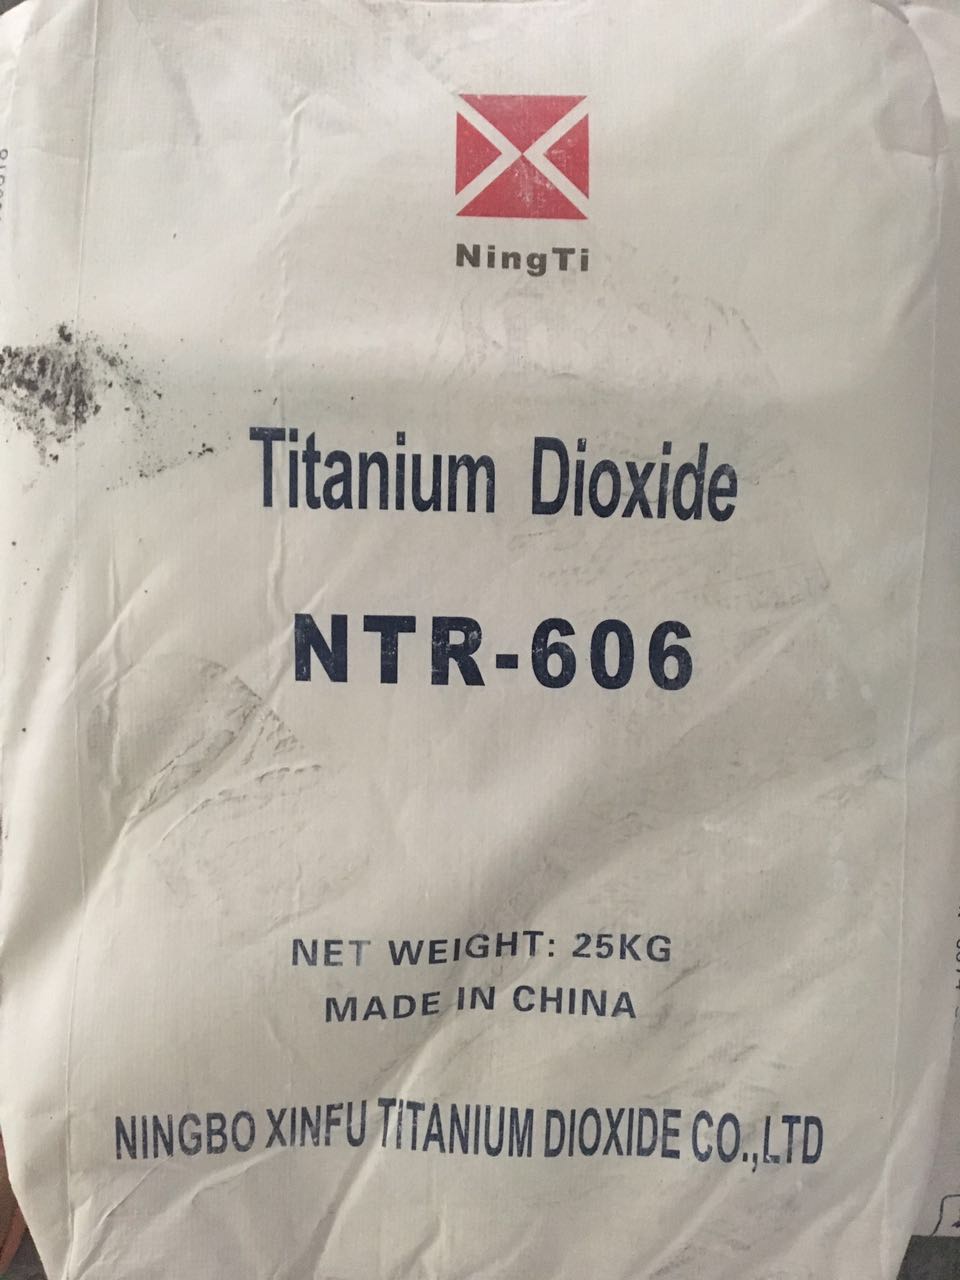 NingTi
Titanium Dioxide
NTR-606
NET WEIGHT: 25KG
MADE IN CHINA
NINGBO XINFU TITANIUM DIOXIDE CO.,LTD